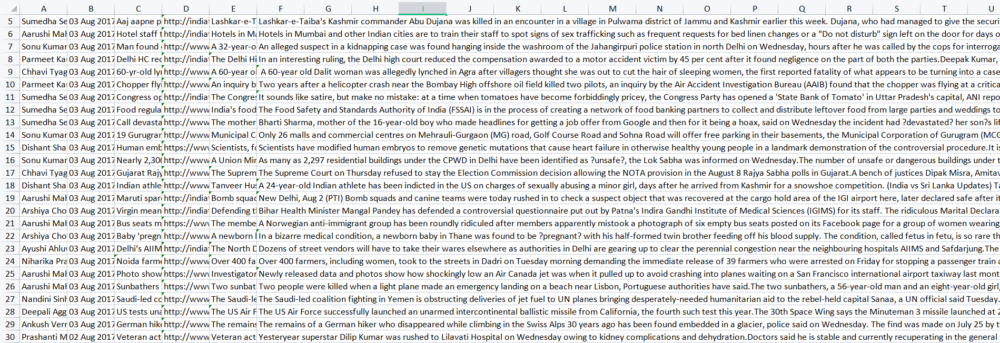 A B C D E F G H I J K L M N O P Q R S T U
5 Sumedha Se 03 Aug 2017 Aaj aapne p http://india Lashkar-e-T Lashkar-e-Taiba's Kashmir commander Abu Dujana was killed in an encounter in a village in Pulwama district of Jammu and Kashmir earlier this week. Dujana, who had managed to give the securi
6 Aarushi Mah 03 Aug 2017 Hotel staff t http://india Hotels in Mu Hotels in Mumbai and other Indian cities are to train their staff to spot signs of sex trafficking such as frequent requests for bed linen changes or a "Do not disturb" sign left on the door for days o
7 Sonu Kumar 03 Aug 2017 Man found http://www A 32-year-o An alleged suspect in a kidnapping case was found hanging inside the washroom of the Jahangirpuri police station in north Delhi on Wednesday, hours after he was called by the cops for interroga
8 Parmeet Ka 03 Aug 2017 Delhi HC red http://www The Delhi Hi In an interesting ruling, the Delhi high court reduced the compensation awarded to a motor accident victim by 45 per cent after it found negligence on the part of both the parties.Deepak Kumar,
9 Chhavi Tyag 03 Aug 2017 60-yr-old ly http://www A 60-year ol A 60-year old Dalit woman was allegedly lynched in Agra after villagers thought she was out to cut the hair of sleeping women, the first reported fatality of what appears to be turning into a case
10 Parmeet Ka 03 Aug 2017 Chopper flyi http://www An inquiry b Two years after a helicopter crash near the Bombay High offshore oil field killed two pilots, an inquiry by the Air Accident Investigation Bureau (AAIB) found that the chopper was flying at a critica
11 Sumedha Se 03 Aug 2017 Congress op http://india The Congres It sounds like satire, but make no mistake: at a time when tomatoes have become forbiddingly pricey, the Congress Party has opened a 'State Bank of Tomato' in Uttar Pradesh's capital, ANI repo
12 Sumedha Se 03 Aug 2017 Food regula http://www India's food The Food Safety and Standards Authority of India (FSSAI) is in the process of creating a network of food banking partners to collect and distribute leftover food from large parties and weddings to
13 Sumedha Se 03 Aug 2017 Call devasta http://www The mother Bharti Sharma, mother of the 16-year-old boy who made headlines for getting a job offer from Google and then for it being a hoax, said on Wednesday the incident had ?devastated? her son?s lif
14 Sonu Kumar 03 Aug 2017 19 Gurugrar http://www Municipal C Only 26 malls and commercial centres on Mehrauli-Gurgaon (MG) road, Golf Course Road and Sohna Road will offer free parking in their basements, the Municipal Corporation of Gurugram (MCG
15 Dishant Sha 03 Aug 2017 Human emb https://www Scientists, fo Scientists have modified human embryos to remove genetic mutations that cause heart failure in otherwise healthy young people in a landmark demonstration of the controversial procedure.It is
16 Sonu Kumar 03 Aug 2017 Nearly 2,300 http://www A Union Min As many as 2,297 residential buildings under the CPWD in Delhi have been identified as ?unsafe?, the Lok Sabha was informed on Wednesday.The number of unsafe or dangerous buildings under t
17 Chhavi Tyag 03 Aug 2017 Gujarat Rajy http://www The Suprem The Supreme Court on Thursday refused to stay the Election Commission decision allowing the NOTA provision in the August 8 Rajya Sabha polls in Gujarat.A bench of justices Dipak Misra, Amitav
18 Dishant Sha 03 Aug 2017 Indian athle http://www Tanveer Hus A 24-year-old Indian athlete has been indicted in the US on charges of sexually abusing a minor girl, days after he arrived from Kashmir for a snowshoe competition. (India vs Sri Lanka Updates) Ta
19 Aarushi Mah 03 Aug 2017 Maruti spar http://india Bomb squad New Delhi, Aug 2 (PTI) Bomb squads and canine teams were today rushed in to check a suspect object that was recovered at the cargo hold area of the IGI airport here, later declared safe after it
20 Arshiya Cho 03 Aug 2017 Virgin mean http://india Defending t Bihar Health Minister Mangal Pandey has defended a controversial questionnaire put out by Patna's Indira Gandhi Institute of Medical Sciences (IGIMS) for its staff. The ridiculous Marital Declarat
21 Aarushi Mah 03 Aug 2017 Bus seats m https://www The membe A Norwegian anti-immigrant group has been roundly ridiculed after members apparently mistook a photograph of six empty bus seats posted on its Facebook page for a group of women wearing
22 Arshiya Cho 03 Aug 2017 Baby 'pregn http://www A newborn In a bizarre medical condition, a newborn baby in Thane was found to be ?pregnant? with his half-formed twin brother feeding off his blood supply. The condition, called fetus in fetu, is so rare th
23 Ayushi Ahluv 03 Aug 2017 Delhi's AIIM http://india The North D Dozens of street vendors will have to take their wares elsewhere as authorities in Delhi are gearing up to clear the perennial congestion near the neighbouring hospitals AIIMS and Safdarjung.The
24 Niharika Pra 03 Aug 2017 Noida farme http://www Over 400 fa Over 400 farmers, including women, took to the streets in Dadri on Tuesday morning demanding the immediate release of 39 farmers who were arrested on Friday for stopping a passenger train a
25 Aarushi Mah 03 Aug 2017 Photo show https://www Investigator Newly released data and photos show how shockingly low an Air Canada jet was when it pulled up to avoid crashing into planes waiting on a San Francisco international airport taxiway last mont
26 Aarushi Mah 03 Aug 2017 Sunbathers https://www Two sunbat Two people were killed when a light plane made an emergency landing on a beach near Lisbon, Portuguese authorities have said.The two sunbathers, a 56-year-old man and an eight-year-old girl,
27 Nandini Sinh 03 Aug 2017 Saudi-led co http://www The Saudi-le The Saudi-led coalition fighting in Yemen is obstructing deliveries of jet fuel to UN planes bringing desperately-needed humanitarian aid to the rebel-held capital Sanaa, a UN official said Tuesday.
28 Deepali Agg 03 Aug 2017 US tests una http://www The US Air F The US Air Force successfully launched an unarmed intercontinental ballistic missile from California, the fourth such test this year.The 30th Space Wing says the Minuteman 3 missile launched at 2
29 Ankush Verr 03 Aug 2017 German hike http://www The remains The remains of a German hiker who disappeared while climbing in the Swiss Alps 30 years ago has been found embedded in a glacier, police said on Wednesday. The find was made on July 25 by t
30 Prashanti M 02 Aug 2017 Veteran act http://www Veteran act Yesteryear superstar Dilip Kumar was rushed to Lilavati Hospital on Wednesday owing to kidney complications and dehydration.Doctors said he is stable and currently recuperating in the general